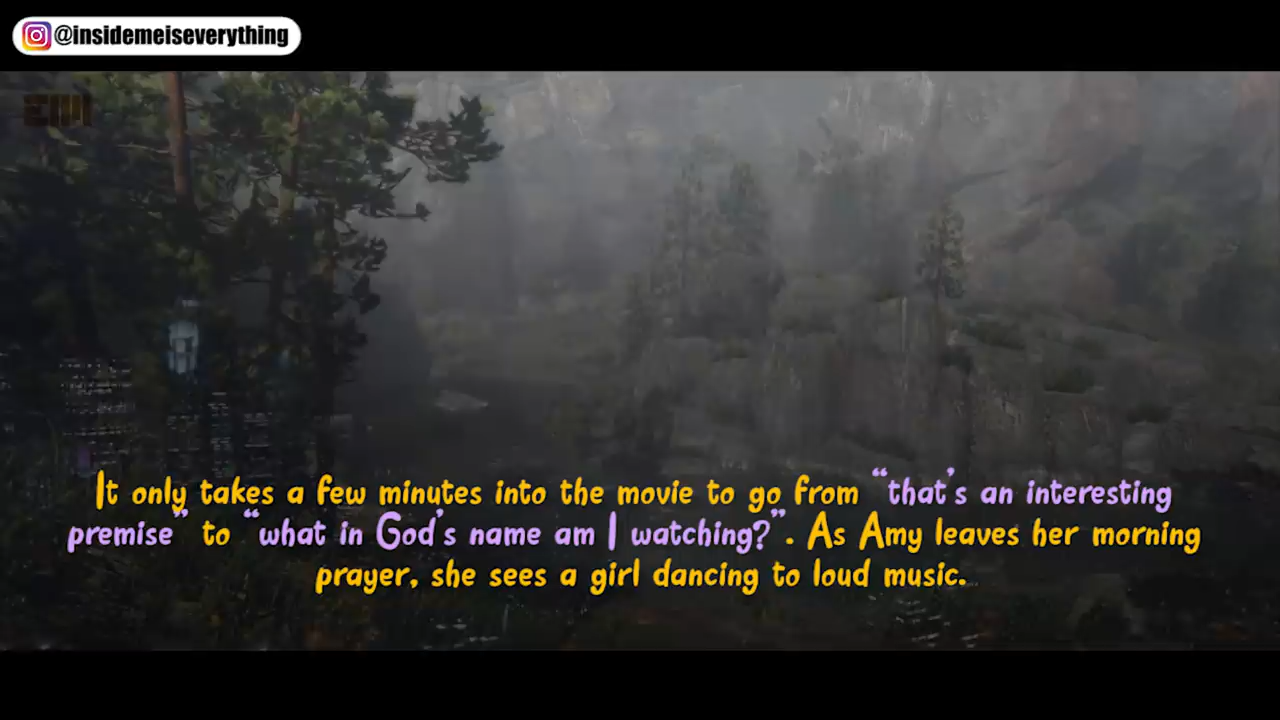 @insidemeiseverything
EMI
It only takes a few minutes into the movie to go from “that's an interesting
premise” to “what in God's name am I watching?”. As Amy leaves her morning
prayer, she sees a girl dancing to loud music.